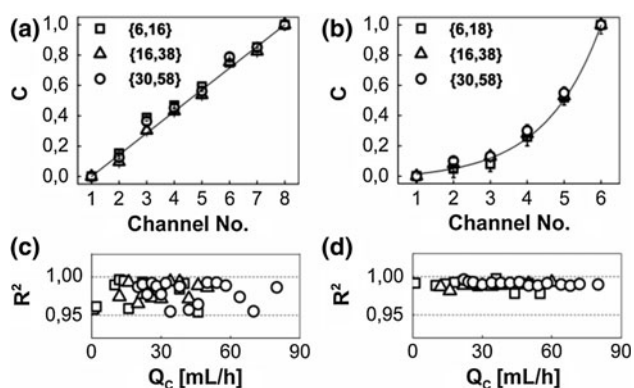 (a)
{6,16}
{16,38}
{30,58}
C
1,0
0,8
0,6
0,4
0,2
0,0
1 2 3 4 5 6 7 8
Channel No.
(b)
{6,18}
{16,38}
{30,58}
C
1,0
0,8
0,6
0,4
0,2
0,0
1 2 3 4 5 6
Channel No.
(c)
R²
1,00
0,95
0 30 60 90
Qc [mL/h]
(d)
R²
1,00
0,95
0 30 60 90
Qc [mL/h]